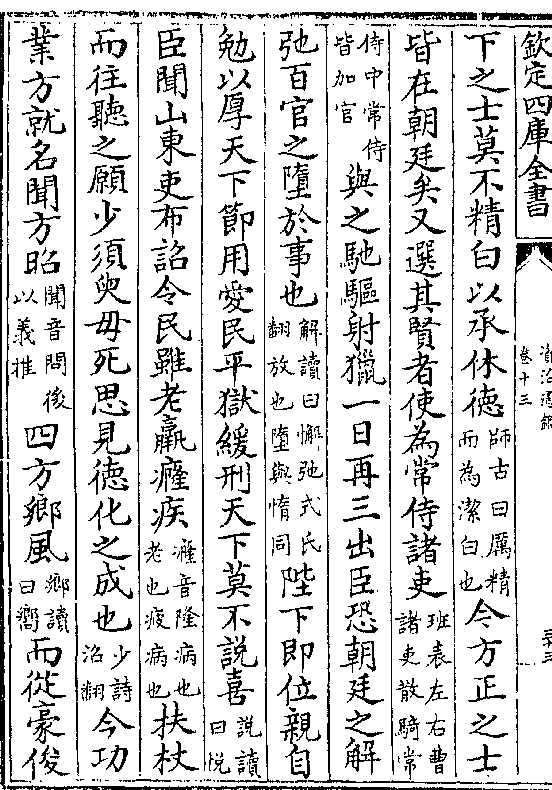 欽定四庫全書
卷十三
下之士莫不精白以承休德師古曰厲精而為潔白也今方正之士
皆在朝廷矣又選其賢者使為常侍諸吏班表左右曹諸吏散騎常
侍中常侍皆加官與之馳驅射獵一日再三出臣恐朝廷之解
弛百官之墮於事也解讀曰懈弛式氏翻放也墮與惰同陛下即位親自
勉以厚天下節用愛民平獄緩刑天下莫不說喜說讀曰悦
臣聞山東吏布詔令民雖老羸癃疾癃音隆病也老也疲病也扶杖
而往聽之願少須臾毋死思見德化之成也少詩沼翻今功
業方就名聞方昭聞音問後以義推四方鄉風鄉讀曰嚮而從豪俊